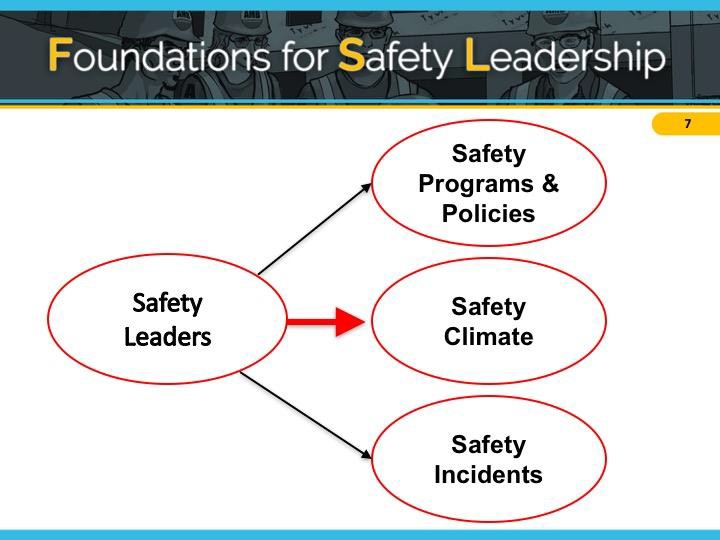 Foundations for Safety Leadership
7
Safety
Programs &
Policies
Safety
Leaders
Safety
Climate
Safety
Incidents